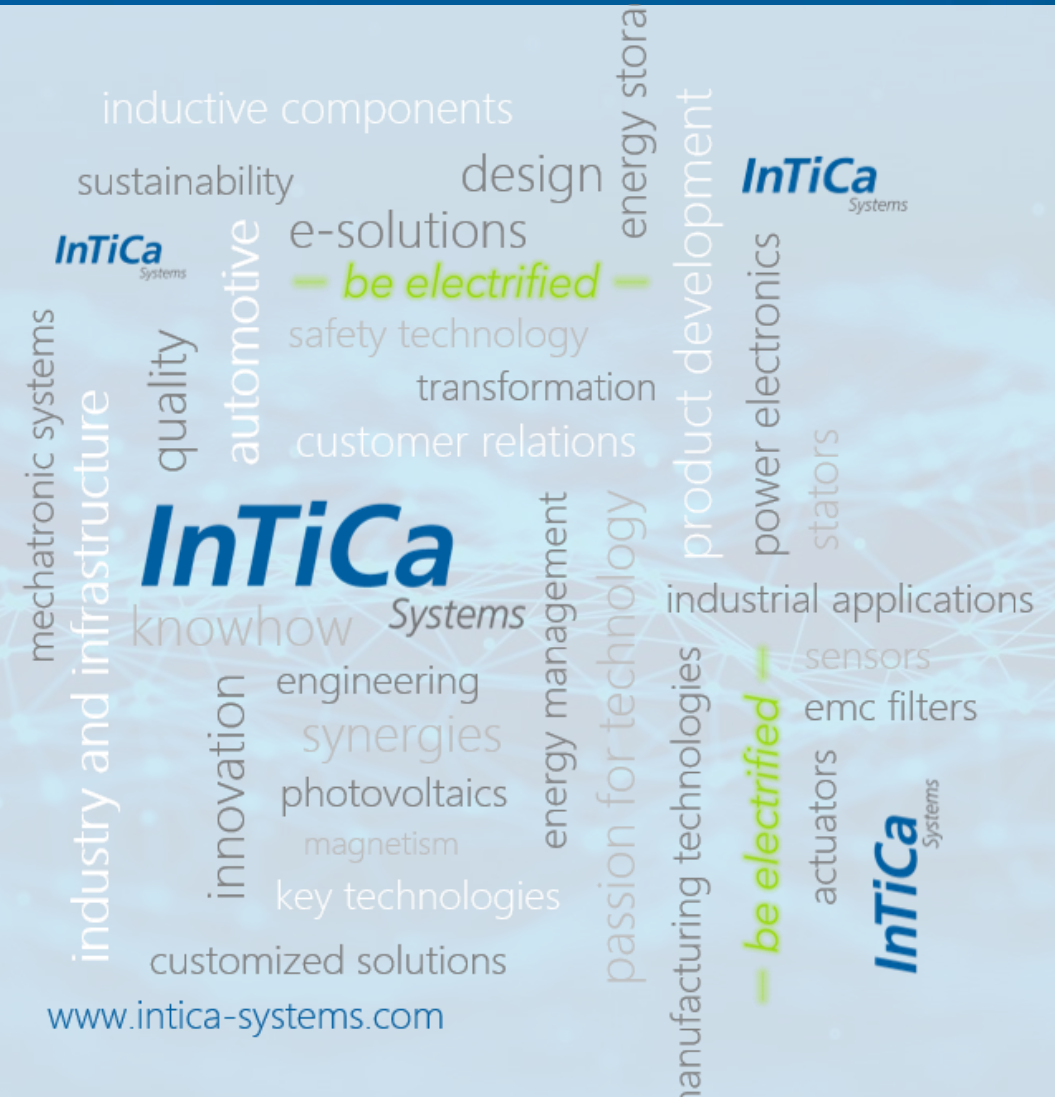 energy stora
inductive components
product development
sustainability
design
InTiCa
Systems
e-solutions
InTiCa
Systems
automotive
— be electrified —
power electronics
mechatronic systems
safety technology
quality
transformation
industry and infrastructure
customer relations
stators
InTiCa
Systems
energy management
passion for technology
industrial applications
knowhow
manufacturing technologies
— be electrified —
sensors
engineering
innovation
emc filters
synergies
actuators
InTiCa
Systems
photovoltaics
magnetism
key technologies
customized solutions
www.intica-systems.com